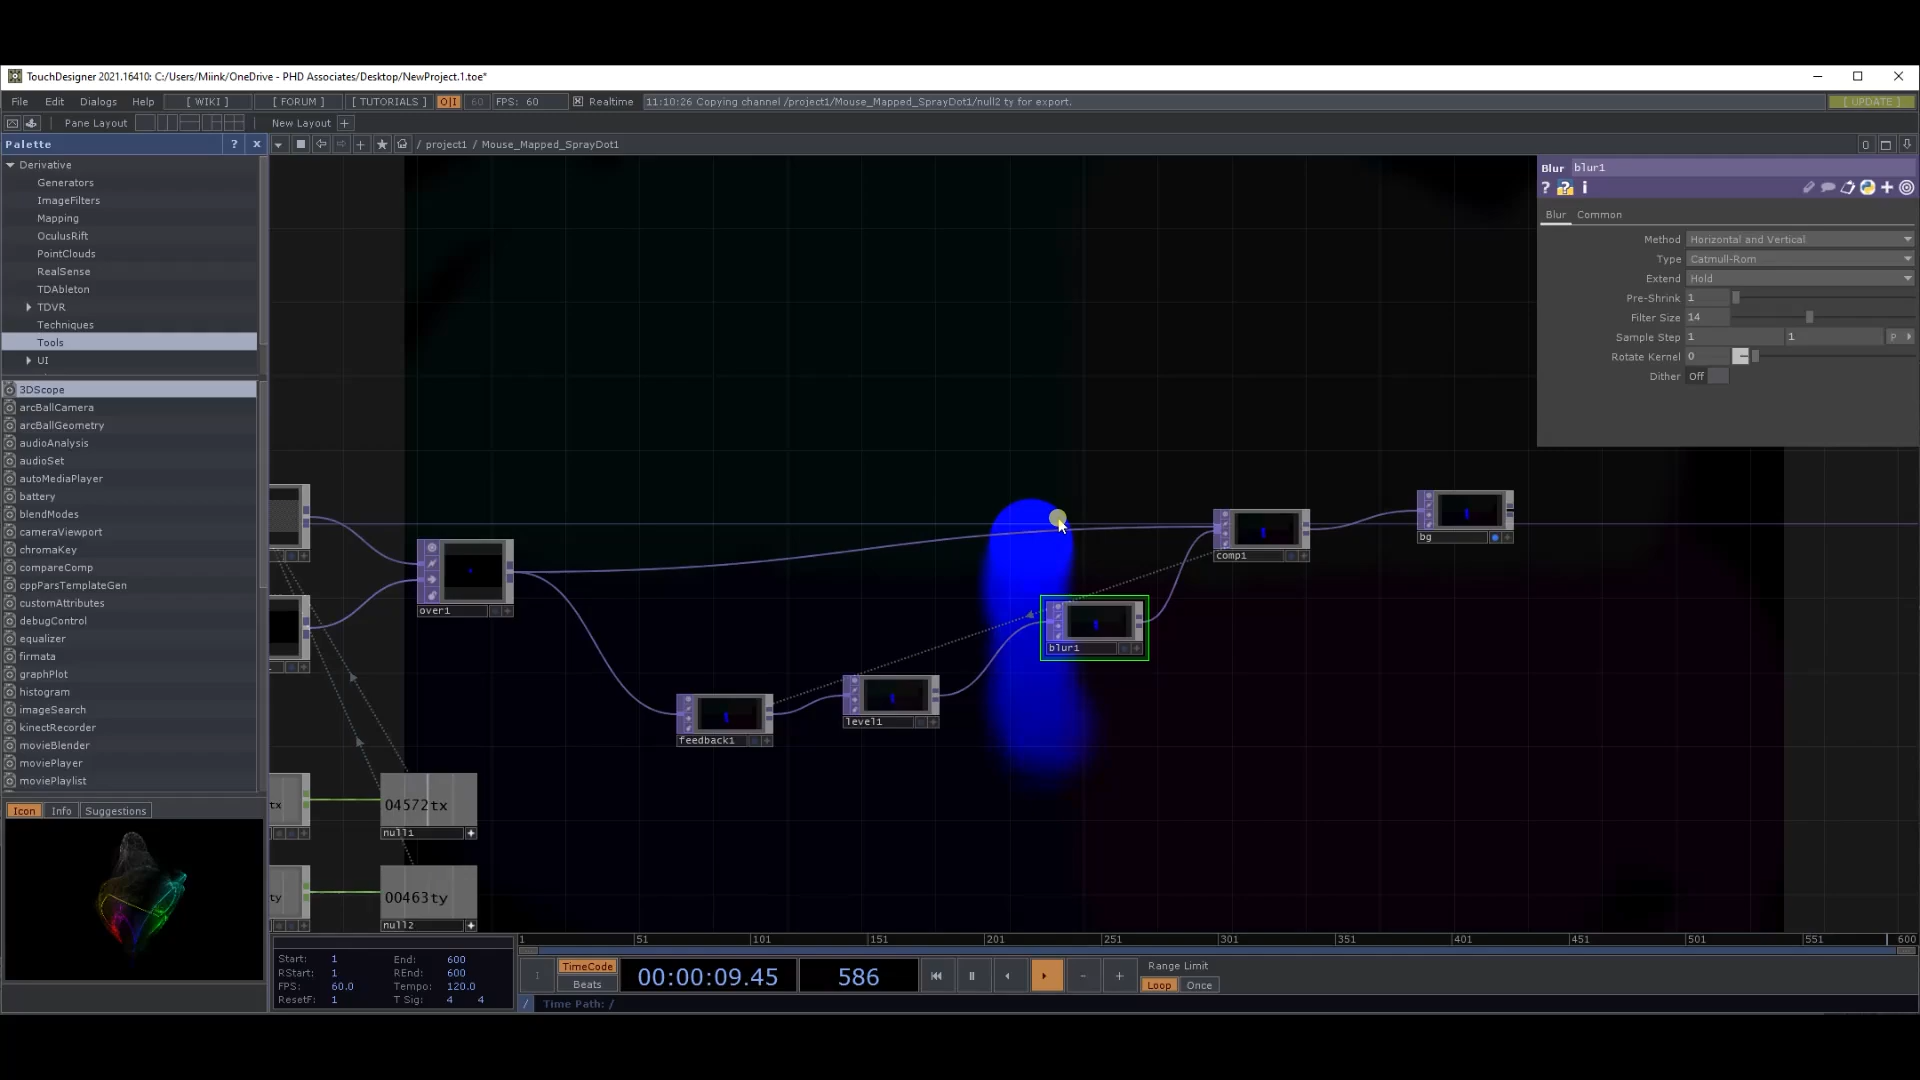 TouchDesigner 2021.16410: C:/Users/Miink/OneDrive - PHD Associates/Desktop/NewProject.1.toe*
File Edit Dialogs Help [ WIKI ] [ FORUM ] [ TUTORIALS ] O|I 60 FPS: 60 Realtime 11:10:26 Copying channel /project1/Mouse_Mapped_SprayDot1/null2 ty for export. [ UPDATE ]
Pane Layout New Layout +
Palette ? x / project1 / Mouse_Mapped_SprayDot1 0
Derivative
Generators
ImageFilters
Mapping
OculusRift
PointClouds
RealSense
TDAbleton
TDVR
Techniques
Tools
UI
3DScope
arcBallCamera
arcBallGeometry
audioAnalysis
audioSet
autoMediaPlayer
battery
blendModes
cameraViewport
chromaKey
compareComp
cppParsTemplateGen
customAttributes
debugControl
equalizer
firmata
graphPlot
histogram
imageSearch
kinectRecorder
movieBlender
moviePlayer
moviePlaylist
Icon Info Suggestions
Blur blur1
? ? i
Blur Common
Method Horizontal and Vertical
Type Catmull-Rom
Extend Hold
Pre-Shrink 1
Filter Size 14
Sample Step 1 1 P
Rotate Kernel 0
Dither Off
bg
comp1
over1
blur1
level1
feedback1
tx 04572tx
null1
ty 00463ty
null2
1 51 101 151 201 251 301 351 401 451 501 551 600
Start: 1 End: 600
RStart: 1 REnd: 600
FPS: 60.0 Tempo: 120.0
ResetF: 1 T Sig: 4 4
TimeCode
Beats
00:00:09.45 586
Range Limit
Loop Once
/ Time Path: /